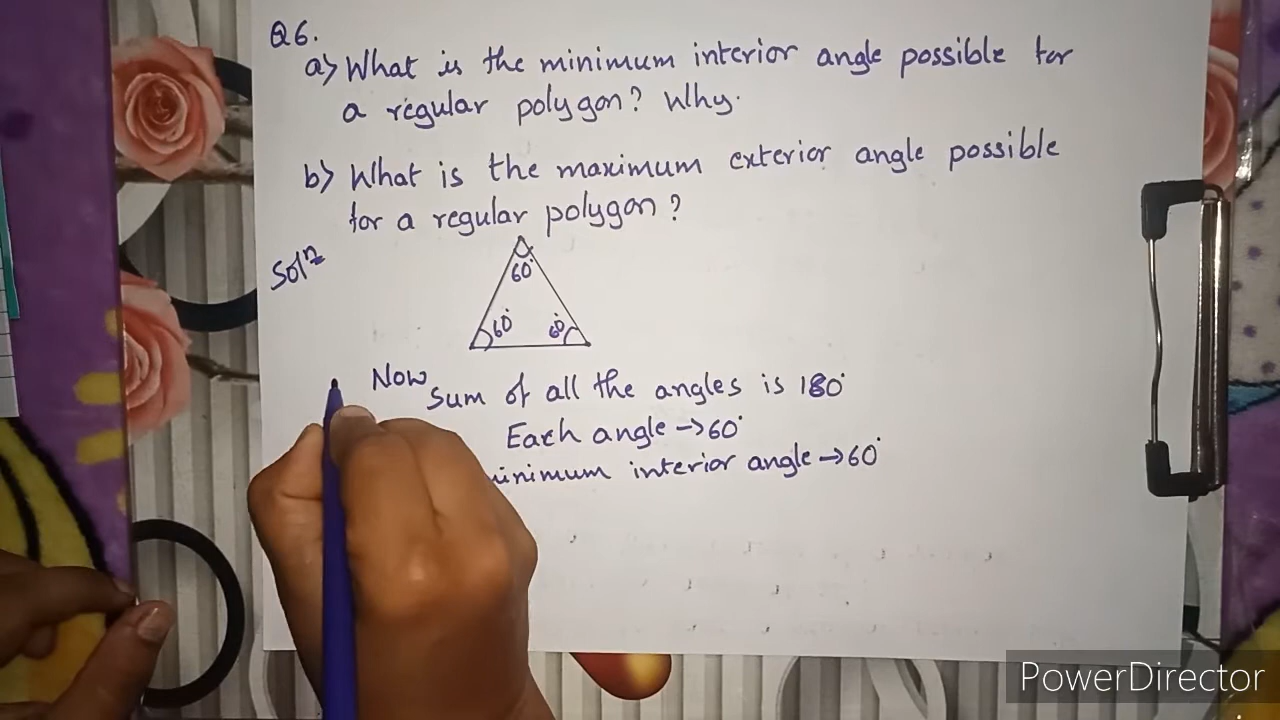 Q6.
a) What is the minimum interior angle possible for
a regular polygon? Why.
b) What is the maximum exterior angle possible
for a regular polygon?
Soln
60°
60° 60°
Now, Sum of all the angles is 180°
Each angle → 60°
minimum interior angle → 60°
PowerDirector